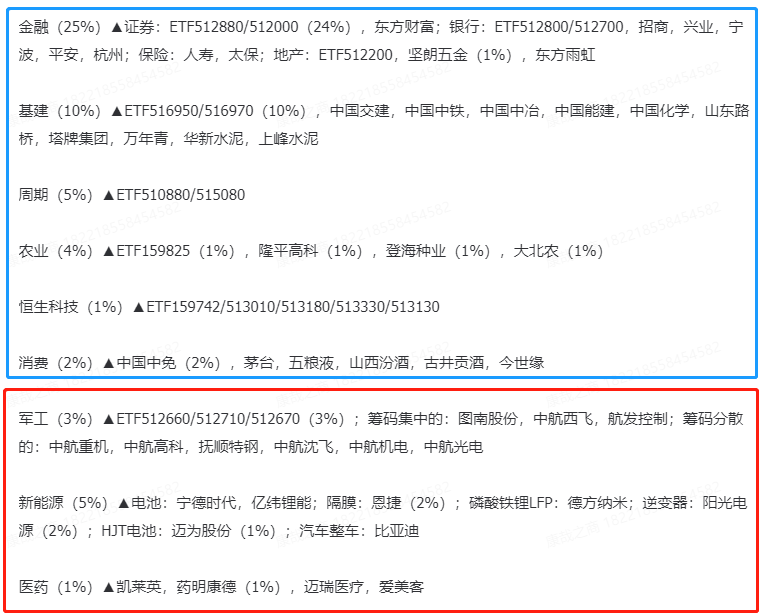 金融（25%）▲证券：ETF512880/512000（24%），东方财富；银行：ETF512800/512700，招商，兴业，宁
波，平安，杭州；保险：人寿，太保；地产：ETF512200，坚朗五金（1%），东方雨虹
基建（10%）▲ETF516950/516970（10%），中国交建，中国中铁，中国中冶，中国能建，中国化学，山东路
桥，塔牌集团，万年青，华新水泥，上峰水泥
周期（5%）▲ETF510880/515080
农业（4%）▲ETF159825（1%），隆平高科（1%），登海种业（1%），大北农（1%）
恒生科技（1%）▲ETF159742/513010/513180/513330/513130
消费（2%）▲中国中免（2%），茅台，五粮液，山西汾酒，古井贡酒，今世缘
军工（3%）▲ETF512660/512710/512670（3%）；筹码集中的：图南股份，中航西飞，航发控制；筹码分散
的：中航重机，中航高科，抚顺特钢，中航沈飞，中航机电，中航光电
新能源（5%）▲电池：宁德时代，亿纬锂能；隔膜：恩捷（2%）；磷酸铁锂LFP：德方纳米；逆变器：阳光电
源（2%）；HJT电池：迈为股份（1%）；汽车整车：比亚迪
医药（1%）▲凯莱英，药明康德（1%），迈瑞医疗，爱美客